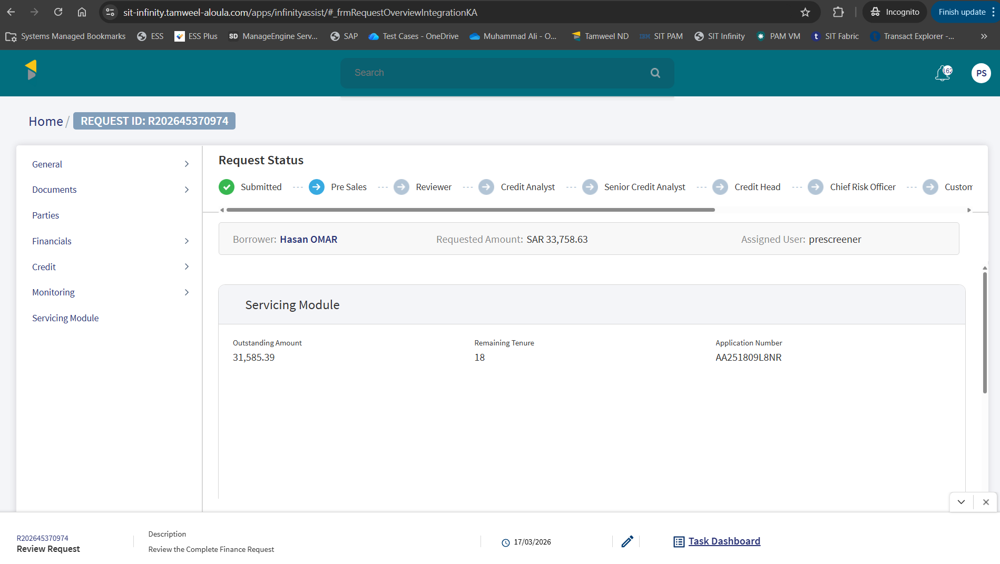 sit-infinity.tamweel-aloula.com/apps/infinityassist/#_frmRequestOverviewIntegrationKA
Incognito
Finish update
Systems Managed Bookmarks
ESS
ESS Plus
SD ManageEngine Serv...
SAP
Test Cases - OneDrive
Muhammad Ali - O...
Tamweel ND
IBM SIT PAM
SIT Infinity
PAM VM
t SIT Fabric
t Transact Explorer -...
Search
162
PS
Home / REQUEST ID: R202645370974
General
Documents
Parties
Financials
Credit
Monitoring
Servicing Module
Request Status
Submitted --- Pre Sales --- Reviewer --- Credit Analyst --- Senior Credit Analyst --- Credit Head --- Chief Risk Officer --- Custom
Borrower: Hasan OMAR
Requested Amount: SAR 33,758.63
Assigned User: prescreener
Servicing Module
Outstanding Amount
31,585.39
Remaining Tenure
18
Application Number
AA251809L8NR
R202645370974
Review Request
Description
Review the Complete Finance Request
17/03/2026
Task Dashboard